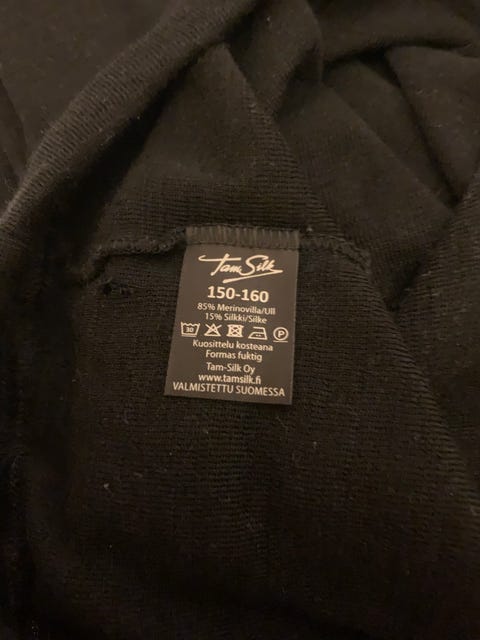 Tam Silk
150-160
85% Merinovilla/Ull
15% Silkki/Silke
30 P
Kuosittelu kosteana
Formas fuktig
Tam-Silk Oy
www.tamsilk.fi
VALMISTETTU SUOMESSA